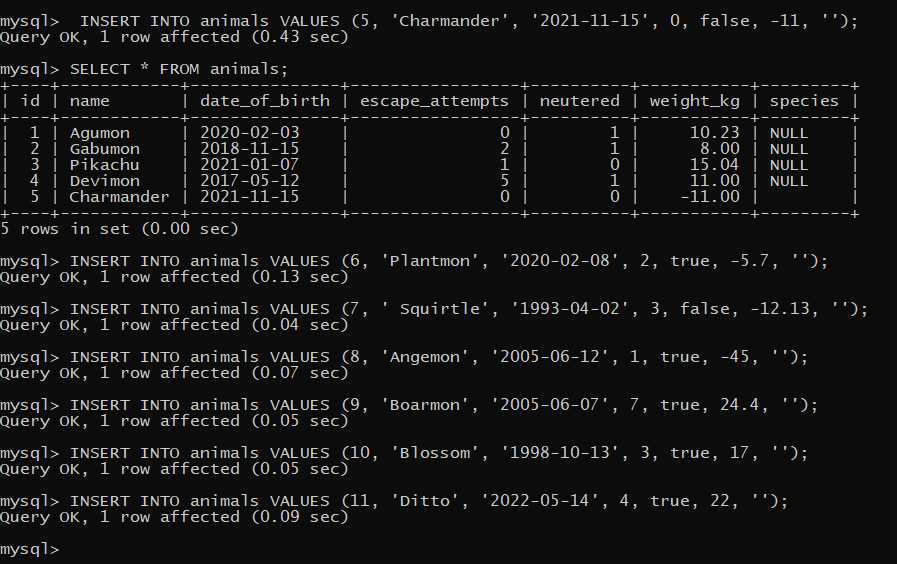 mysql>  INSERT INTO animals VALUES (5, 'Charmander', '2021-11-15', 0, false, -11, '');
Query OK, 1 row affected (0.43 sec)
mysql> SELECT * FROM animals;
+----+------------+---------------+-----------------+----------+-----------+---------+
| id | name       | date_of_birth | escape_attempts | neutered | weight_kg | species |
+----+------------+---------------+-----------------+----------+-----------+---------+
|  1 | Agumon     | 2020-02-03    |               0 |        1 |     10.23 | NULL    |
|  2 | Gabumon    | 2018-11-15    |               2 |        1 |      8.00 | NULL    |
|  3 | Pikachu    | 2021-01-07    |               1 |        0 |     15.04 | NULL    |
|  4 | Devimon    | 2017-05-12    |               5 |        1 |     11.00 | NULL    |
|  5 | Charmander | 2021-11-15    |               0 |        0 |    -11.00 |         |
+----+------------+---------------+-----------------+----------+-----------+---------+
5 rows in set (0.00 sec)
mysql> INSERT INTO animals VALUES (6, 'Plantmon', '2020-02-08', 2, true, -5.7, '');
Query OK, 1 row affected (0.13 sec)
mysql> INSERT INTO animals VALUES (7, ' Squirtle', '1993-04-02', 3, false, -12.13, '');
Query OK, 1 row affected (0.04 sec)
mysql> INSERT INTO animals VALUES (8, 'Angemon', '2005-06-12', 1, true, -45, '');
Query OK, 1 row affected (0.07 sec)
mysql> INSERT INTO animals VALUES (9, 'Boarmon', '2005-06-07', 7, true, 24.4, '');
Query OK, 1 row affected (0.05 sec)
mysql> INSERT INTO animals VALUES (10, 'Blossom', '1998-10-13', 3, true, 17, '');
Query OK, 1 row affected (0.05 sec)
mysql> INSERT INTO animals VALUES (11, 'Ditto', '2022-05-14', 4, true, 22, '');
Query OK, 1 row affected (0.09 sec)
mysql>